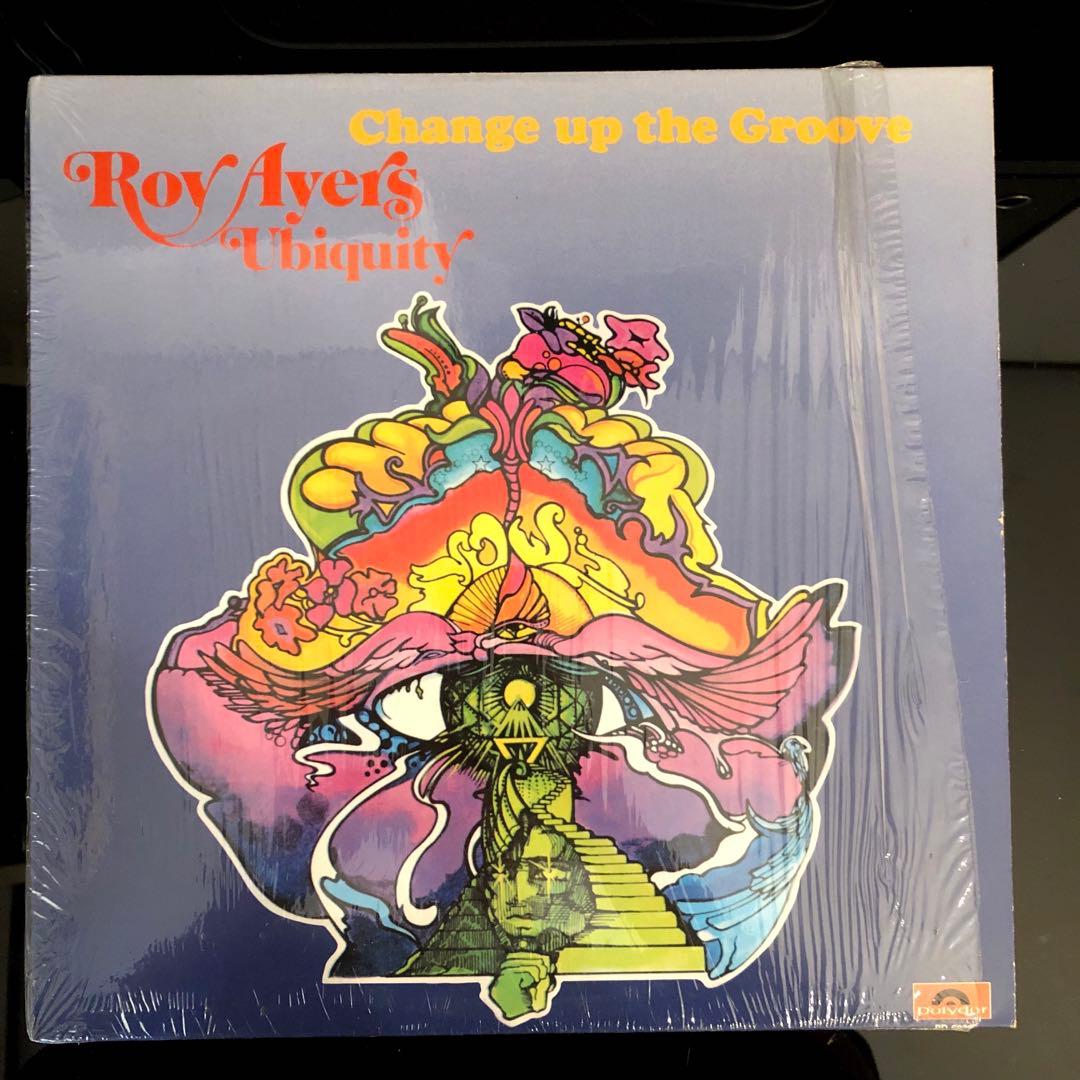 Change up the Groove
Roy Ayers
Ubiquity
polydor